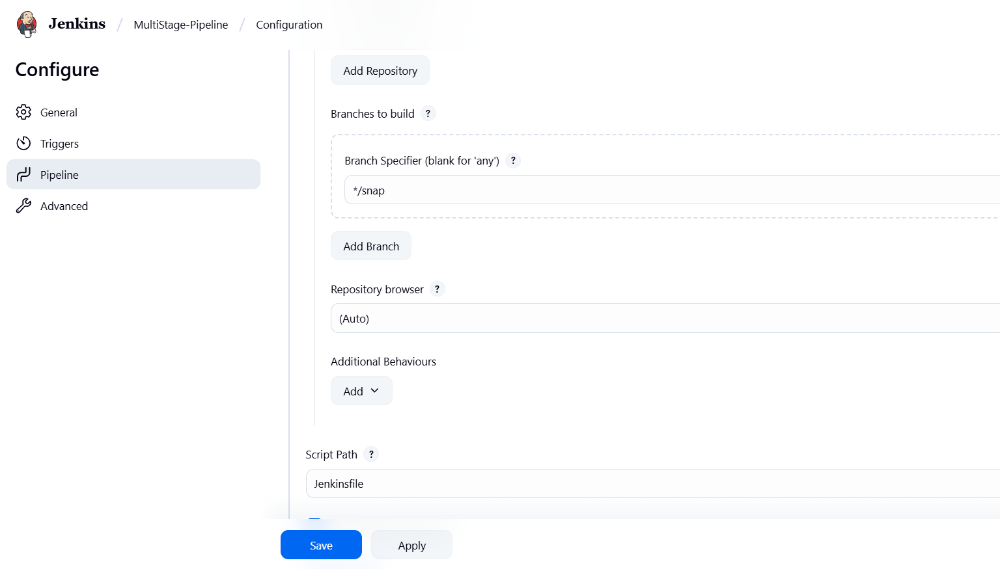 Jenkins / MultiStage-Pipeline / Configuration
Configure
General
Triggers
Pipeline
Advanced
Add Repository
Branches to build ?
Branch Specifier (blank for 'any') ?
*/snap
Add Branch
Repository browser ?
(Auto)
Additional Behaviours
Add
Script Path ?
Jenkinsfile
Save
Apply